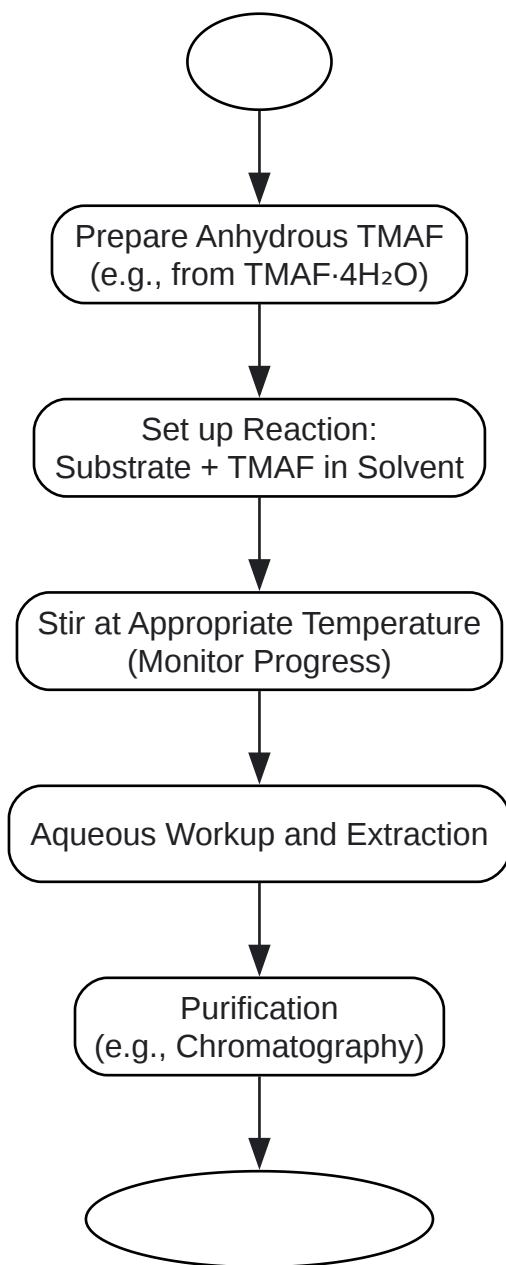 Prepare Anhydrous TMAF
(e.g., from TMAF·4H₂O)
Set up Reaction:
Substrate + TMAF in Solvent
Stir at Appropriate Temperature
(Monitor Progress)
Aqueous Workup and Extraction
Purification
(e.g., Chromatography)